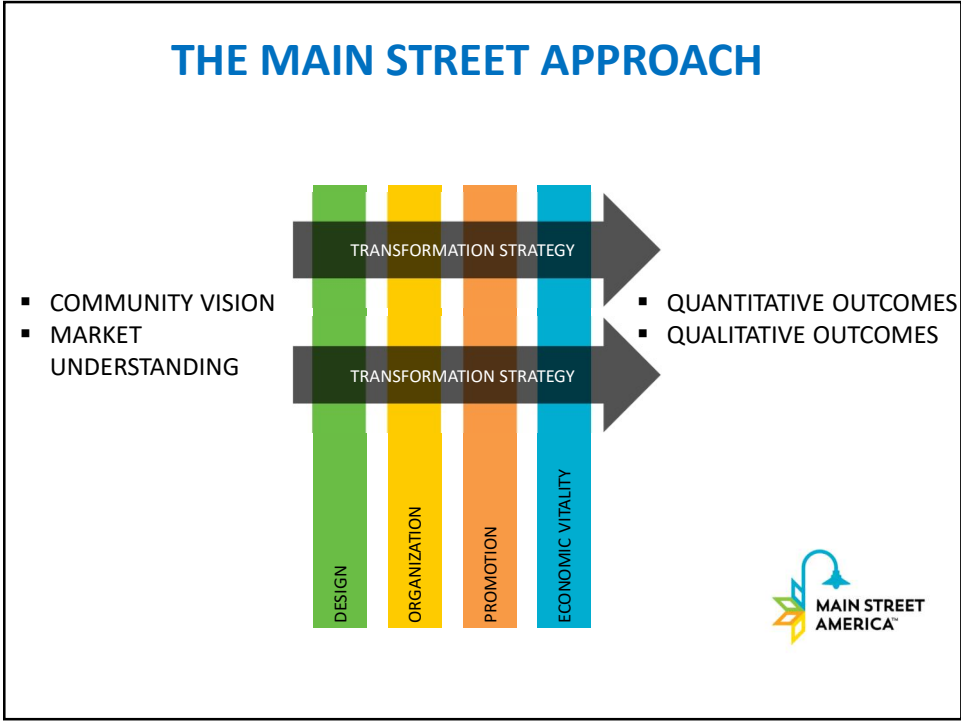 THE MAIN STREET APPROACH
▪ COMMUNITY VISION
▪ MARKET
UNDERSTANDING
TRANSFORMATION STRATEGY
TRANSFORMATION STRATEGY
DESIGN
ORGANIZATION
PROMOTION
ECONOMIC VITALITY
▪ QUANTITATIVE OUTCOMES
▪ QUALITATIVE OUTCOMES
MAIN STREET
AMERICA™